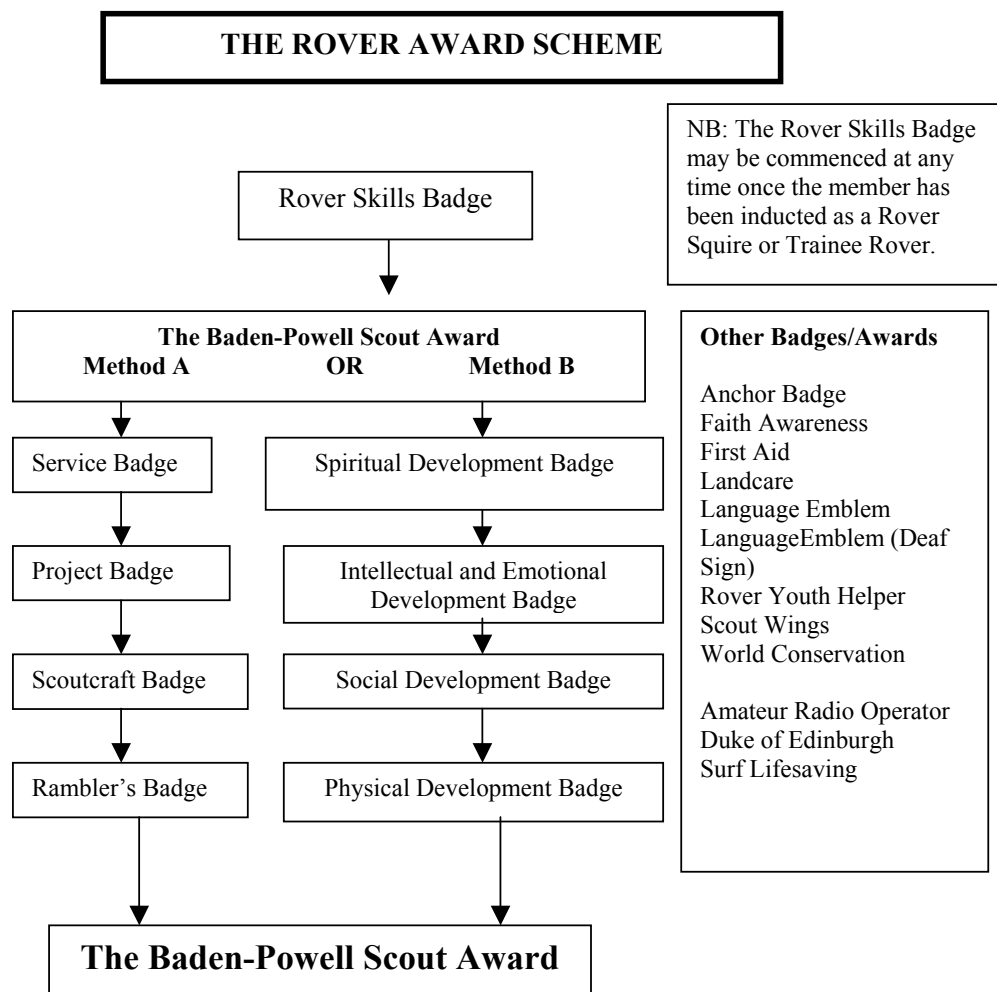 THE ROVER AWARD SCHEME
NB: The Rover Skills Badge
may be commenced at any
time once the member has
been inducted as a Rover
Squire or Trainee Rover.
Rover Skills Badge
The Baden-Powell Scout Award
Method A OR Method B
Service Badge
Project Badge
Scoutcraft Badge
Rambler’s Badge
Spiritual Development Badge
Intellectual and Emotional
Development Badge
Social Development Badge
Physical Development Badge
Other Badges/Awards
Anchor Badge
Faith Awareness
First Aid
Landcare
Language Emblem
LanguageEmblem (Deaf
Sign)
Rover Youth Helper
Scout Wings
World Conservation
Amateur Radio Operator
Duke of Edinburgh
Surf Lifesaving
The Baden-Powell Scout Award